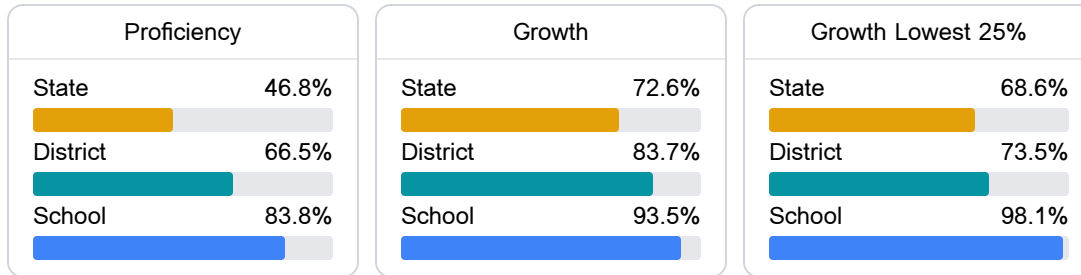 Proficiency
State 46.8%
District 66.5%
School 83.8%
Growth
State 72.6%
District 83.7%
School 93.5%
Growth Lowest 25%
State 68.6%
District 73.5%
School 98.1%